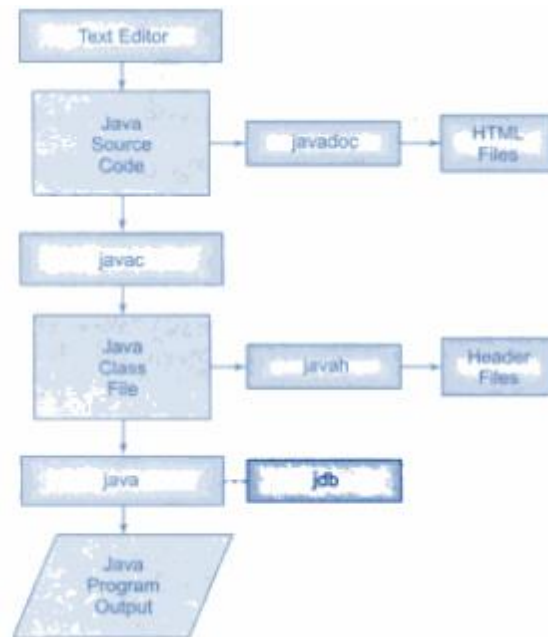 Text Editor
Java
Source
Code
javadoc
HTML
Files
javac
Java
Class
File
javah
Header
Files
java
jdb
Java
Program
Output